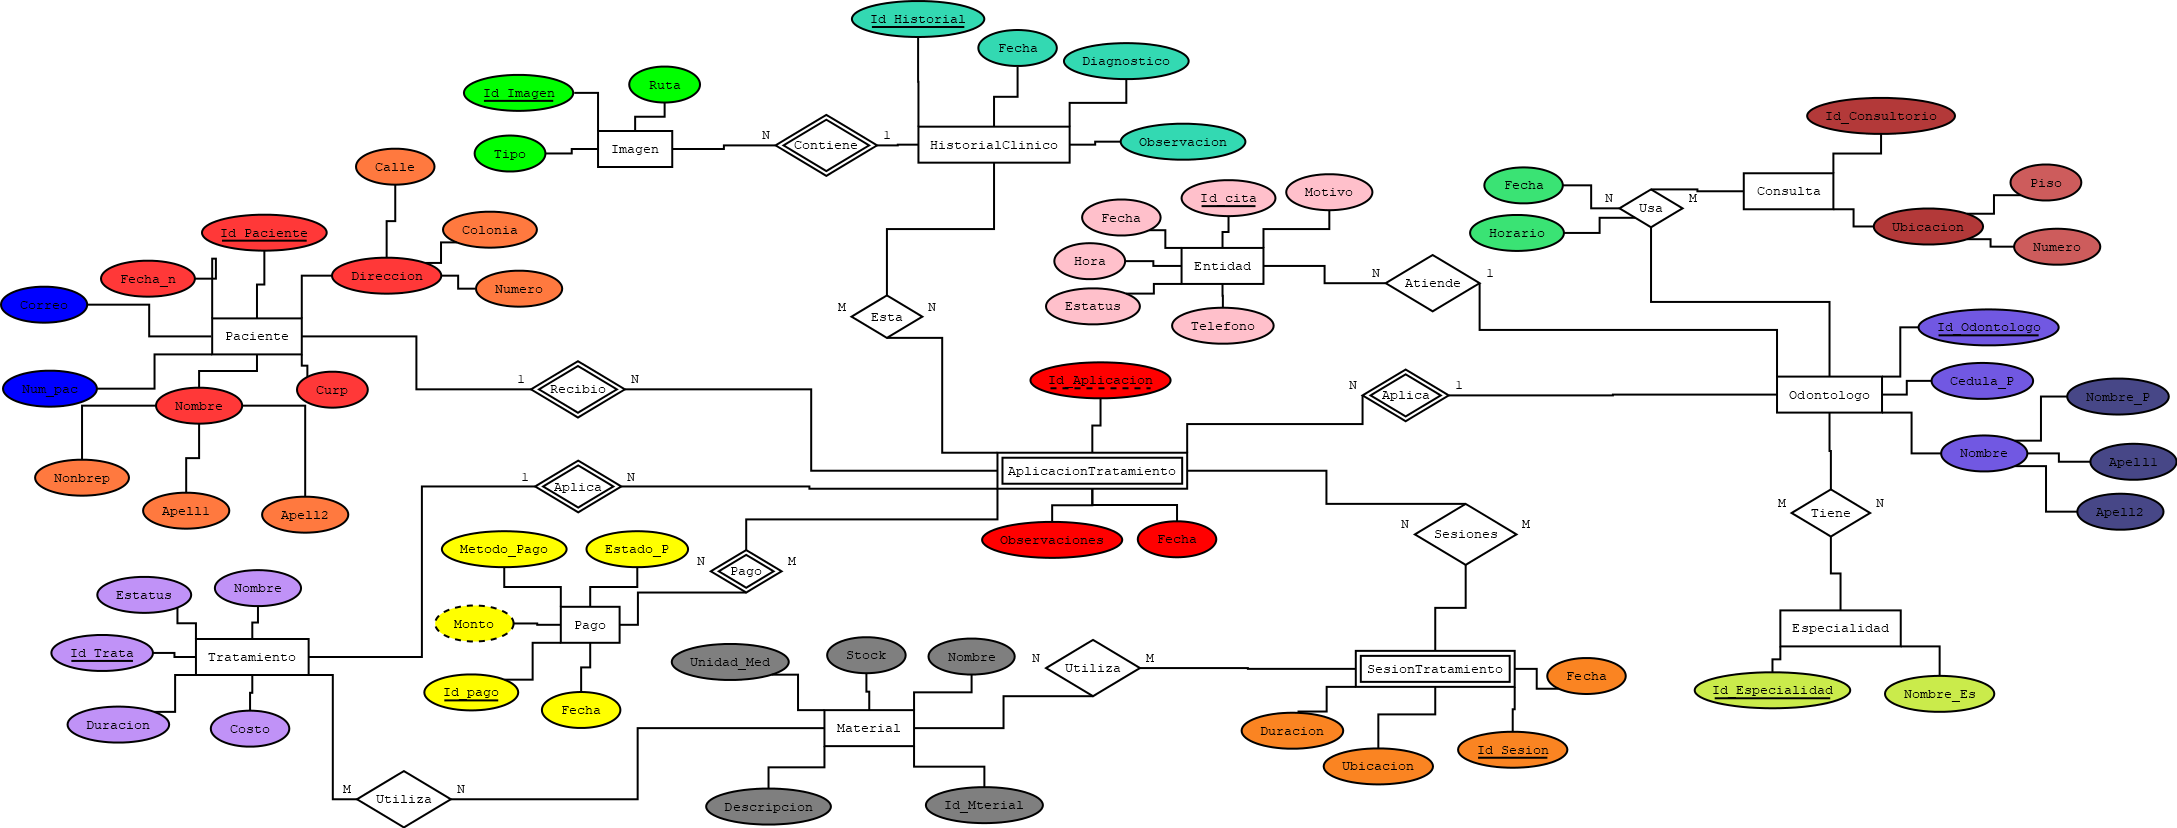 Id_Historial
Fecha
Diagnostico
Observacion
HistorialClinico
Id_Imagen
Ruta
Tipo
Imagen
N
Contiene
1
Calle
Colonia
Numero
Direccion
Id_Paciente
Fecha_n
Correo
Paciente
Num_pac
Nombre
Curp
Nonbrep
Apell1
Apell2
1
Recibio
N
M
Esta
N
Id_cita
Motivo
Fecha
Hora
Entidad
Estatus
Telefono
N
Atiende
1
Fecha
Horario
N
Usa
M
Id_Consultorio
Consulta
Piso
Ubicacion
Numero
Id_Odontologo
Cedula_P
Odontologo
Nombre
Nombre_P
Apell1
Apell2
Id_Aplicacion
N
Aplica
1
AplicacionTratamiento
Observaciones
Fecha
1
Aplica
N
N
Pago
M
N
Sesiones
M
M
Tiene
N
Metodo_Pago
Estado_P
Monto
Pago
Id_pago
Fecha
Estatus
Nombre
Id_Trata
Tratamiento
Duracion
Costo
M
Utiliza
N
Unidad_Med
Stock
Nombre
Material
Descripcion
Id_Mterial
N
Utiliza
M
SesionTratamiento
Fecha
Duracion
Ubicacion
Id_Sesion
Especialidad
Id_Especialidad
Nombre_Es